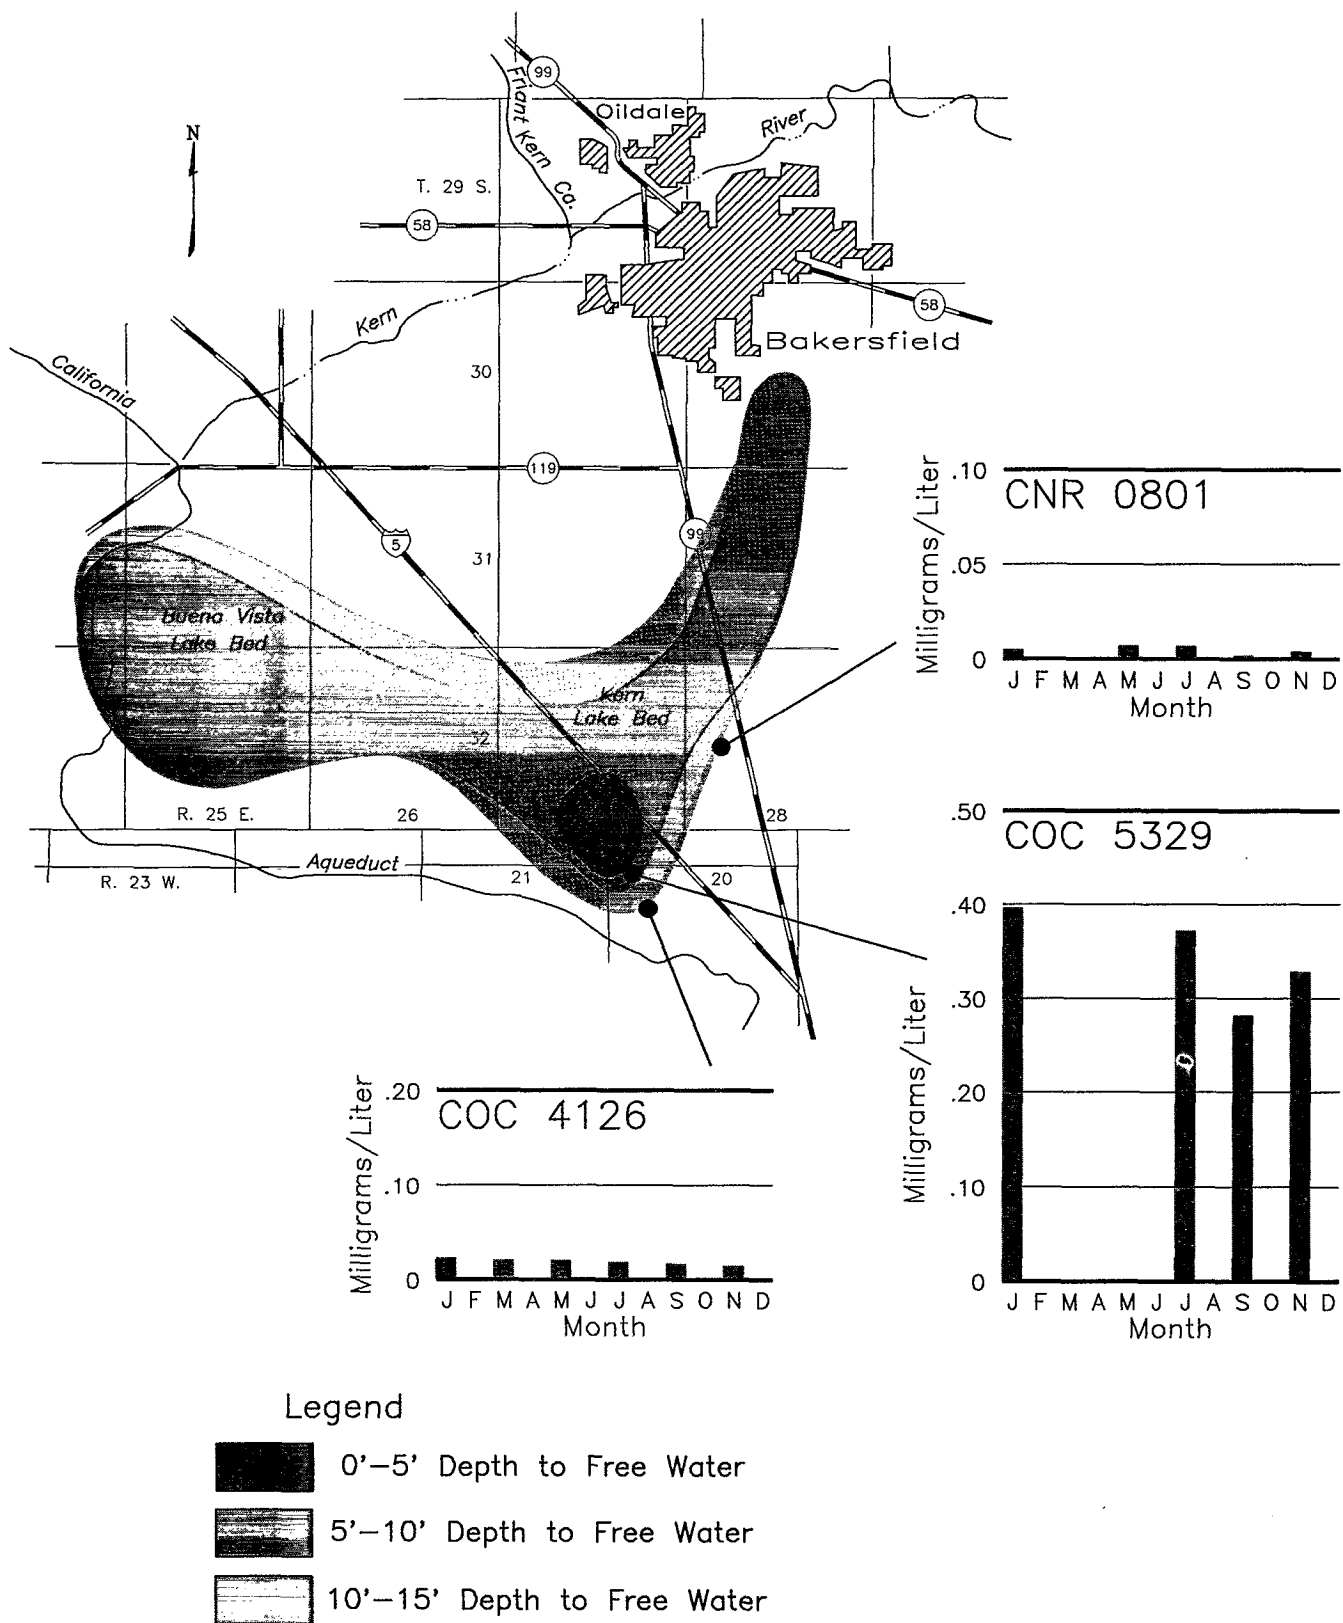 99
Friant Kern Ca.
Oildale
River
N
T. 29 S.
58
58
Kern
Bakersfield
California
30
119
99
5
31
Buena Vista
Lake Bed
Kern
Lake Bed
32
R. 25 E.
26
28
Aqueduct
R. 23 W.
21
20
.10
CNR 0801
Milligrams/Liter
.05
0
J F M A M J J A S O N D
Month
.50
COC 5329
.40
Milligrams/Liter
.30
.20
.10
0
J F M A M J J A S O N D
Month
.20
COC 4126
Milligrams/Liter
.10
0
J F M A M J J A S O N D
Month
Legend
0'-5' Depth to Free Water
5'-10' Depth to Free Water
10'-15' Depth to Free Water